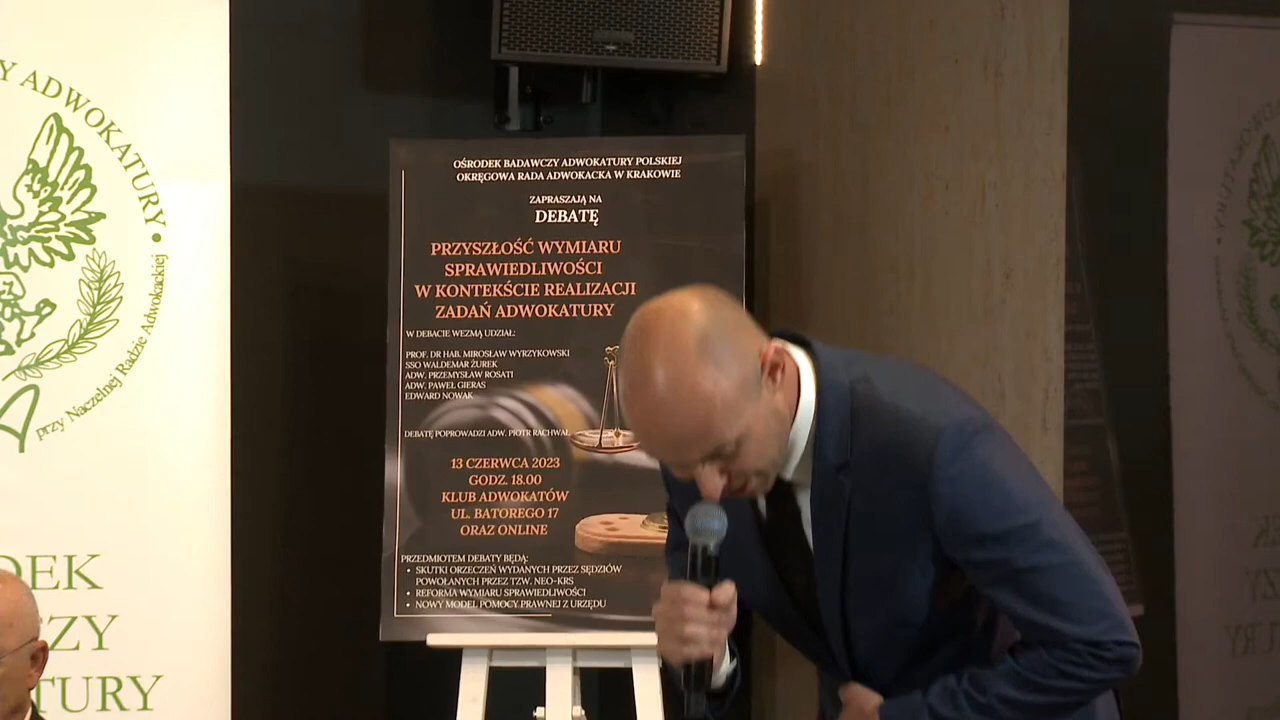 Y ADWOKATURY •
przy Naczelnej Radzie Adwokackiej
DEK
ZY
TURY
OŚRODEK BADAWCZY ADWOKATURY POLSKIEJ
OKRĘGOWA RADA ADWOKACKA W KRAKOWIE
ZAPRASZAJĄ NA
DEBATĘ
PRZYSZŁOŚĆ WYMIARU
SPRAWIEDLIWOŚCI
W KONTEKŚCIE REALIZACJI
ZADAŃ ADWOKATURY
W DEBACIE WEZMĄ UDZIAŁ:
PROF. DR HAB. MIROSŁAW WYRZYKOWSKI
SSO WALDEMAR ŻUREK
ADW. PRZEMYSŁAW ROSATI
ADW. PAWEŁ GIERAS
EDWARD NOWAK
DEBATĘ POPROWADZI ADW. PIOTR RACHWAŁ
13 CZERWCA 2023
GODZ. 18.00
KLUB ADWOKATÓW
UL. BATOREGO 17
ORAZ ONLINE
PRZEDMIOTEM DEBATY BĘDĄ:
• SKUTKI ORZECZEŃ WYDANYCH PRZEZ SĘDZIÓW
POWOŁANYCH PRZEZ TZW. NEO-KRS
• REFORMA WYMIARU SPRAWIEDLIWOŚCI
• NOWY MODEL POMOCY PRAWNEJ Z URZĘDU